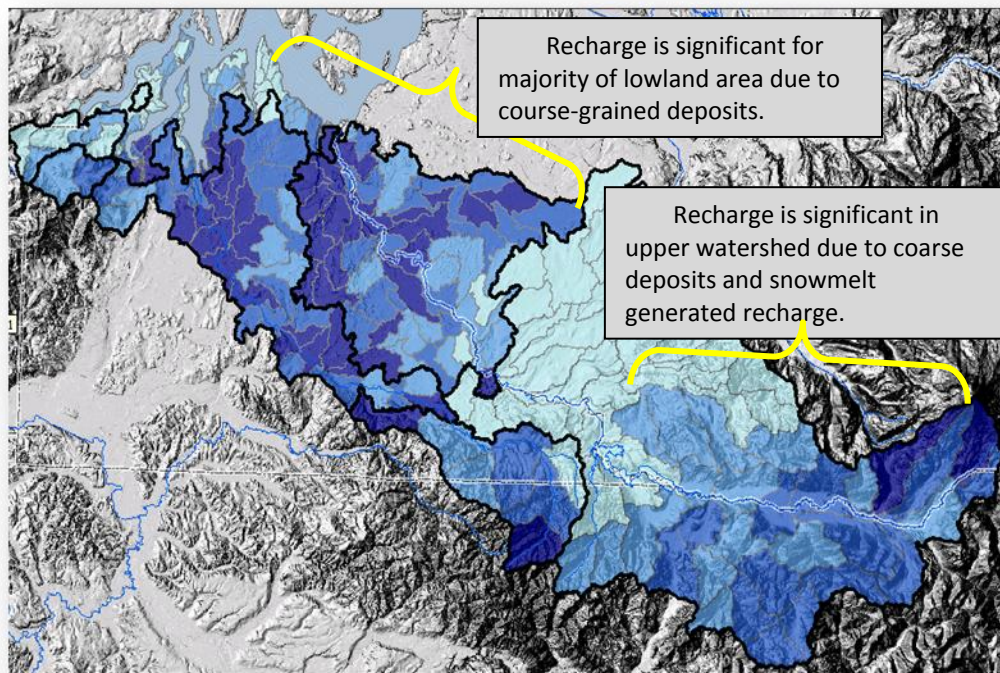 Recharge is significant for
majority of lowland area due to
course-grained deposits.
Recharge is significant in
upper watershed due to coarse
deposits and snowmelt
generated recharge.
1